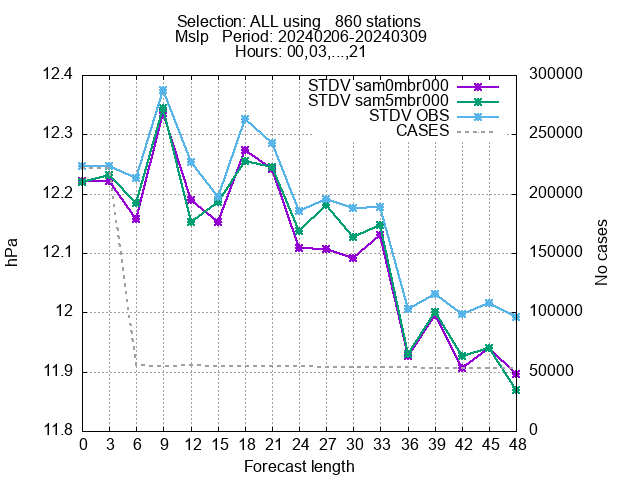 Selection: ALL using   860 stations
Mslp   Period: 20240206-20240309
Hours: 00,03,...,21
STDV sam0mbr000
STDV sam5mbr000
STDV OBS
CASES
12.4
12.3
12.2
12.1
12
11.9
11.8
hPa
300000
250000
200000
150000
100000
50000
0
No cases
0 3 6 9 12 15 18 21 24 27 30 33 36 39 42 45 48
Forecast length